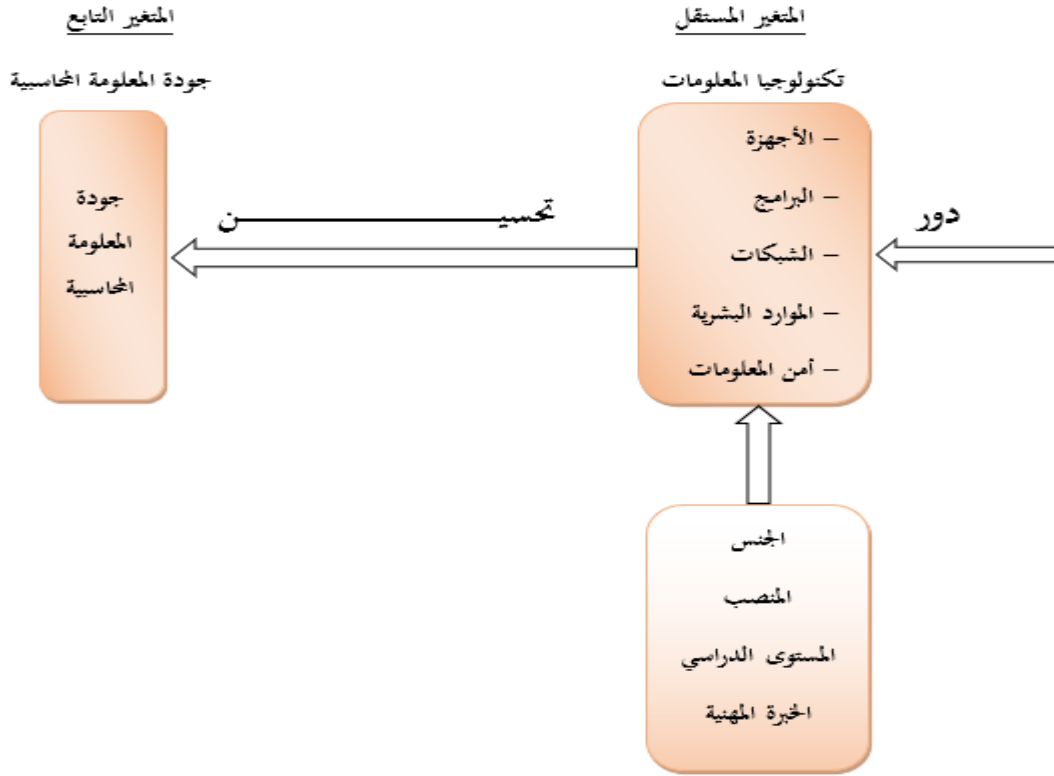 المتغير المستقل
تكنولوجيا المعلومات
– الأجهزة
– البرامج
– الشبكات
– الموارد البشرية
– أمن المعلومات
دور
تحسيـــــــــــــــــــــن
المتغير التابع
جودة المعلومة المحاسبية
جودة
المعلومة
المحاسبية
الجنس
المنصب
المستوى الدراسي
الخبرة المهنية